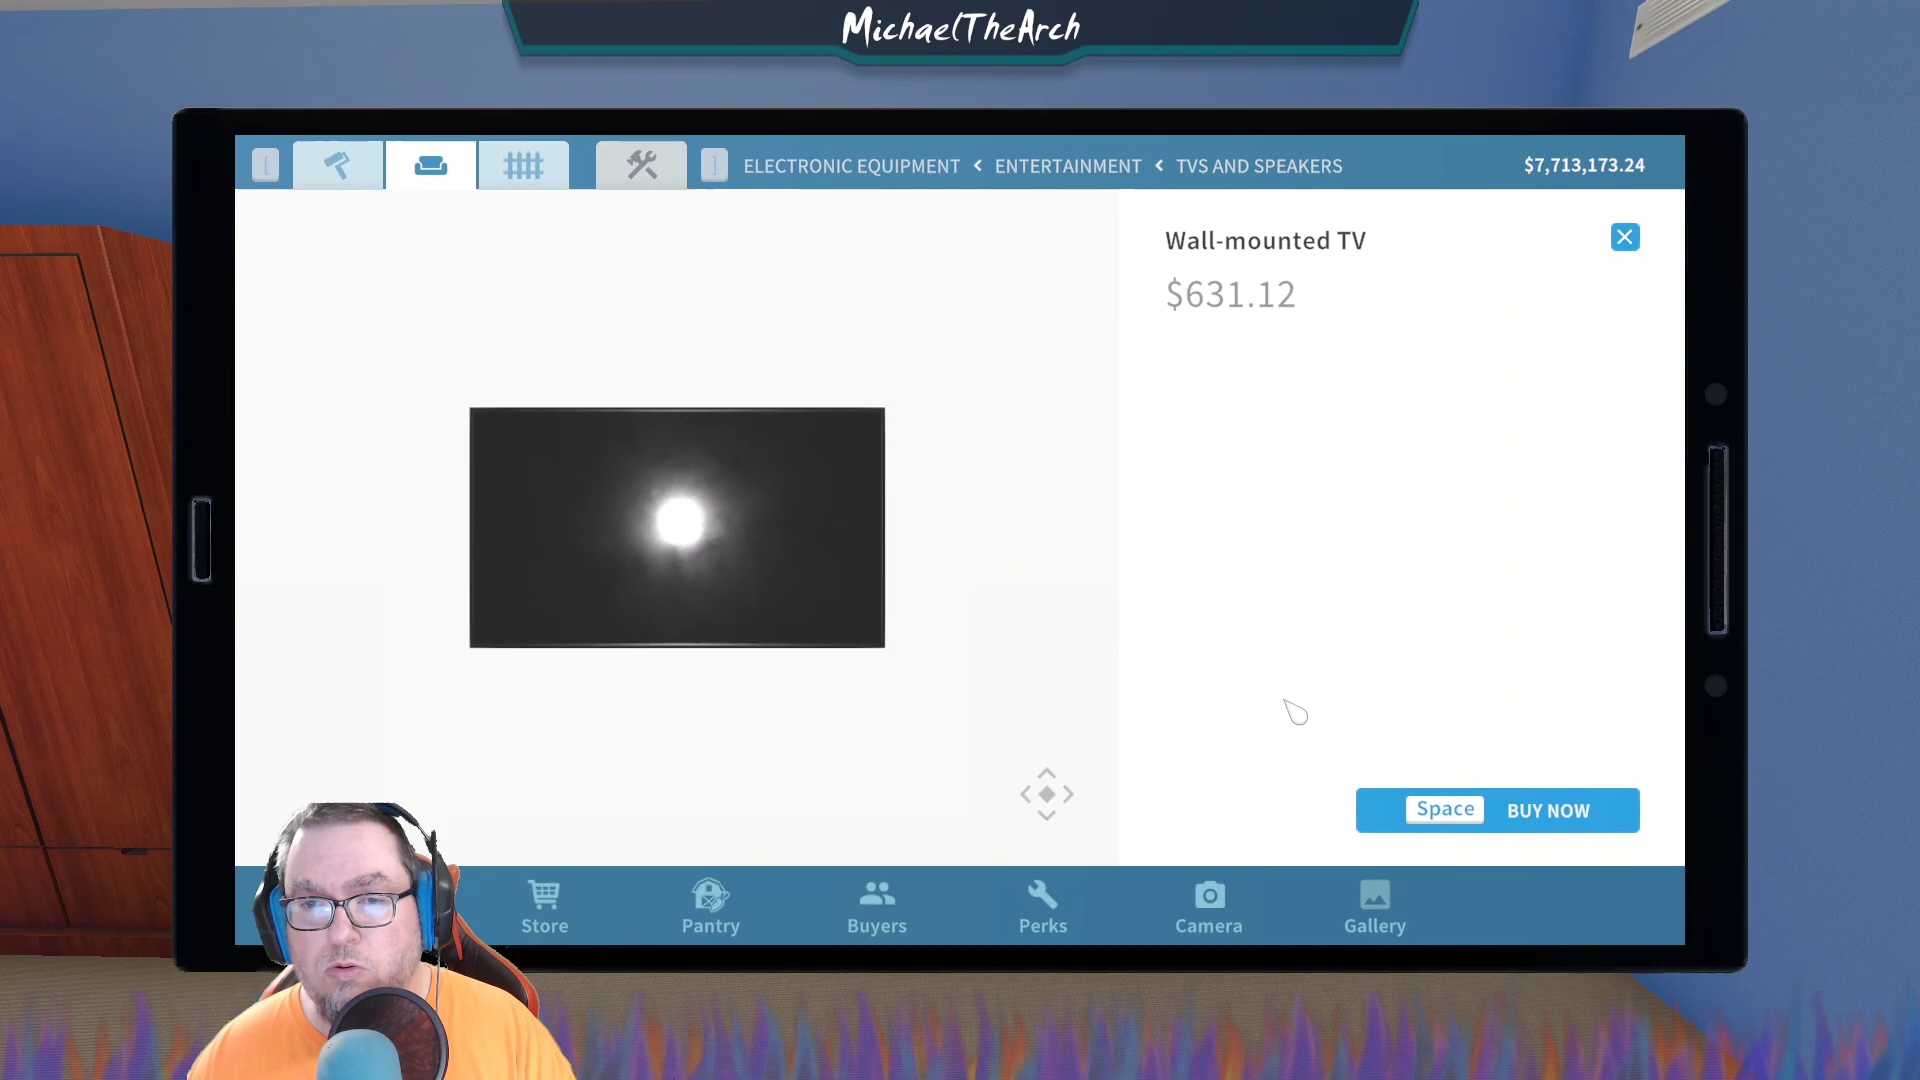 MichaelTheArch
[ ] ELECTRONIC EQUIPMENT < ENTERTAINMENT < TVS AND SPEAKERS $7,713,173.24
Wall-mounted TV
$631.12
Space BUY NOW
Store Pantry Buyers Perks Camera Gallery